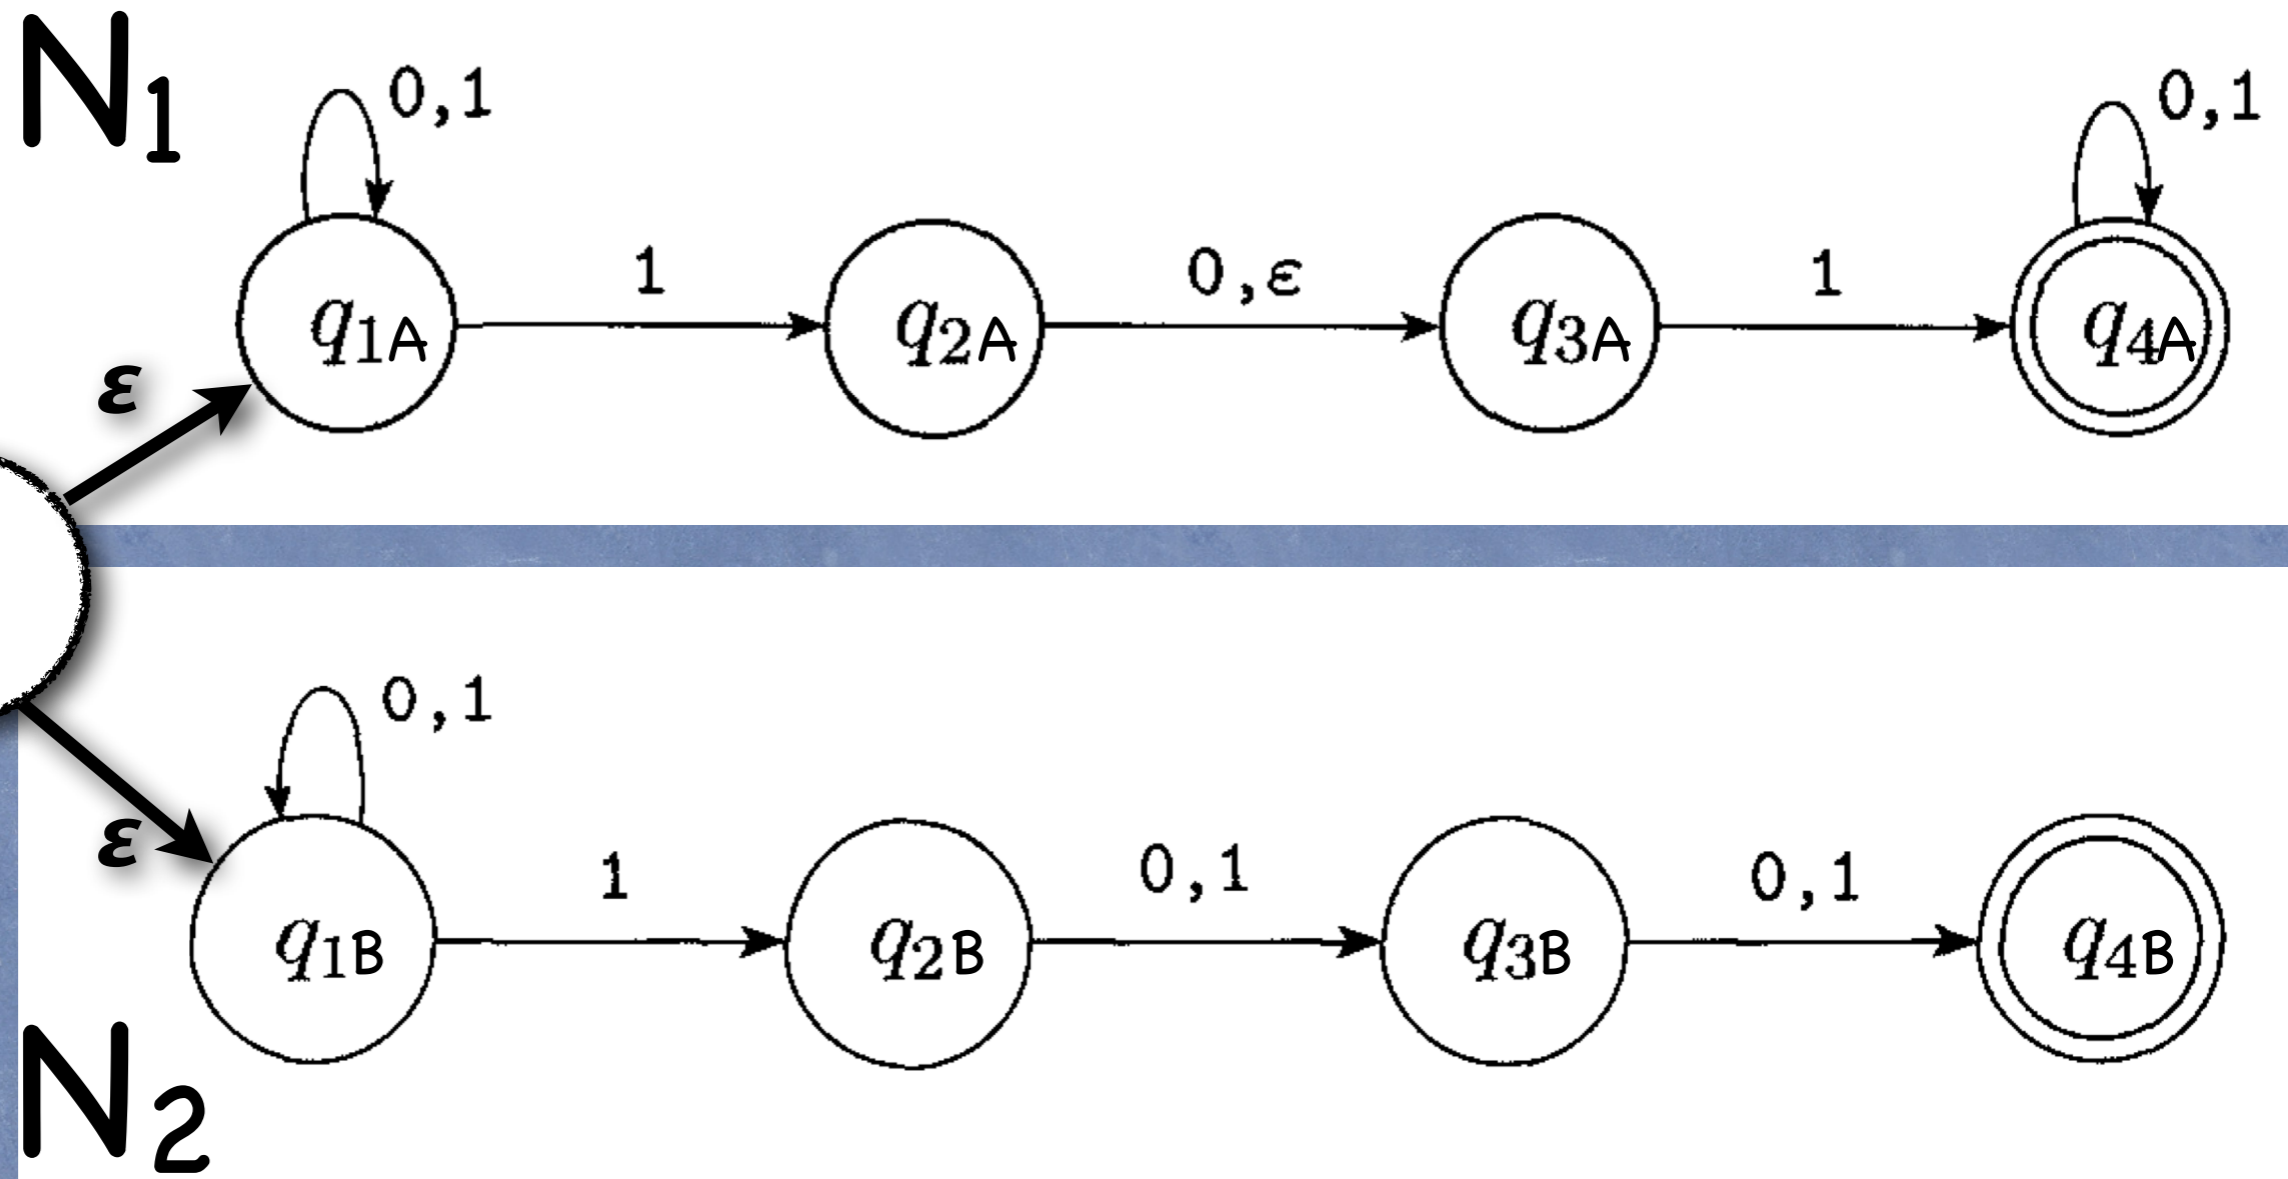 N1
0,1 0,1
1 0,ε 1
q1A q2A q3A q4A
ε
0,1
ε 1 0,1 0,1
q1B q2B q3B q4B
N2